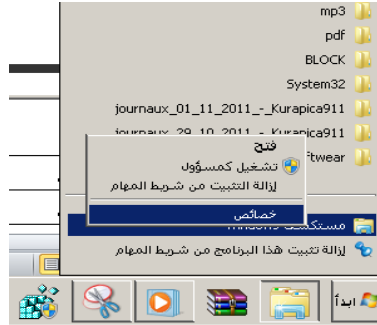 mp3
pdf
BLOCK
System32
journaux_01_11_2011_-_Kurapica911
journaux_29_10_2011_-_Kurapica911
ftwear
فتح
تشغيل كمسؤول
إزالة التثبيت من شريط المهام
خصائص
مستكشف Windows
إزالة تثبيت هذا البرنامج من شريط المهام
ابدأ